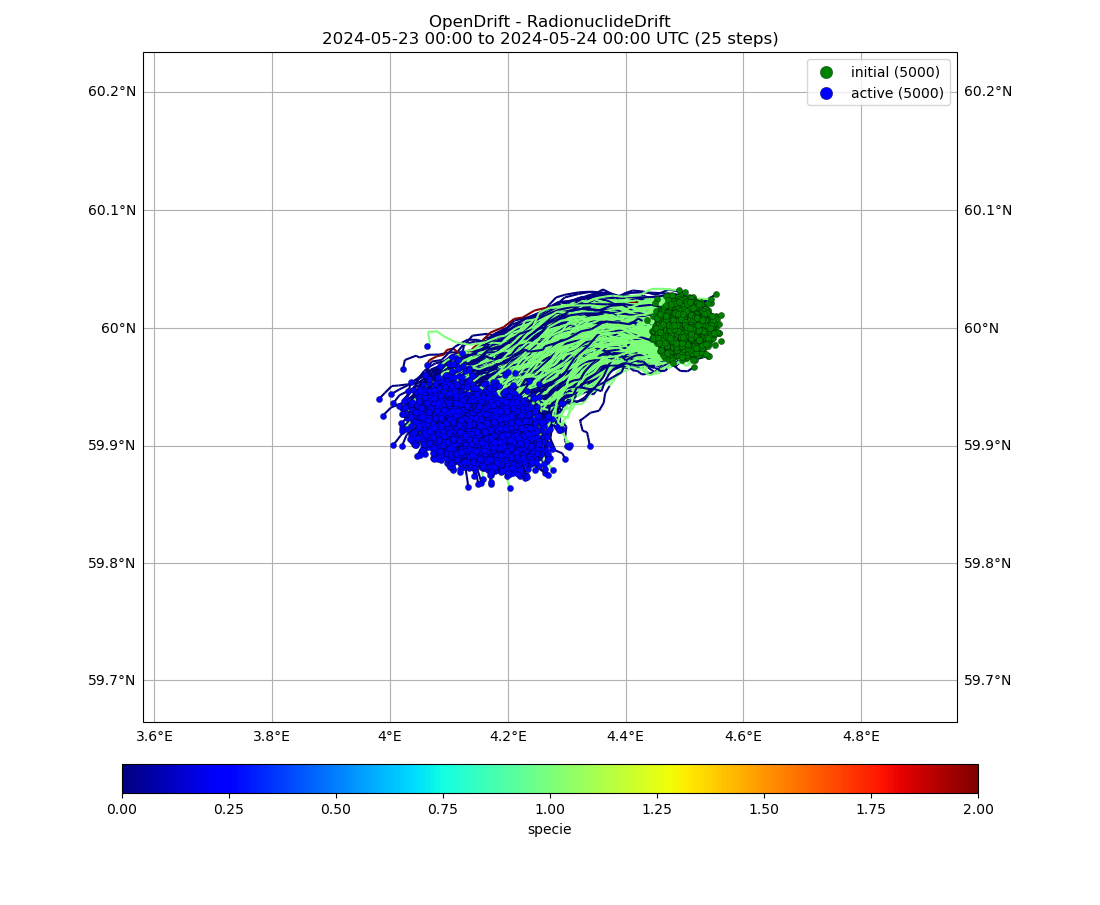 OpenDrift - RadionuclideDrift
2024-05-23 00:00 to 2024-05-24 00:00 UTC (25 steps)
initial (5000)
active (5000)
60.2°N 60.2°N
60.1°N 60.1°N
60°N 60°N
59.9°N 59.9°N
59.8°N 59.8°N
59.7°N 59.7°N
3.6°E 3.8°E 4°E 4.2°E 4.4°E 4.6°E 4.8°E
0.00 0.25 0.50 0.75 1.00 1.25 1.50 1.75 2.00
specie